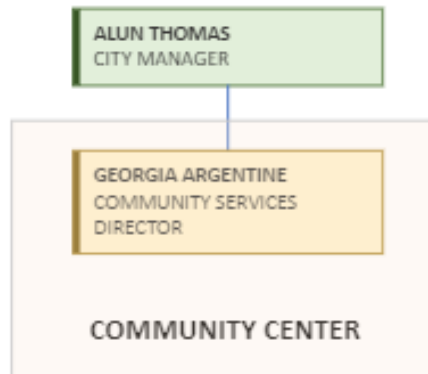 ALUN THOMAS
CITY MANAGER
GEORGIA ARGENTINE
COMMUNITY SERVICES
DIRECTOR
COMMUNITY CENTER